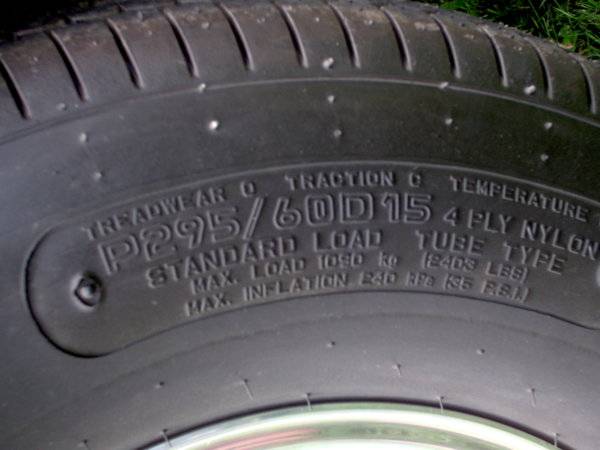 TREADWEAR 0 TRACTION C TEMPERATURE
P295/60D15 4 PLY NYLON
STANDARD LOAD TUBE TYPE
MAX. LOAD 1090 KG (2403 LBS)
MAX. INFLATION 240 KPa (35 P.S.I.)